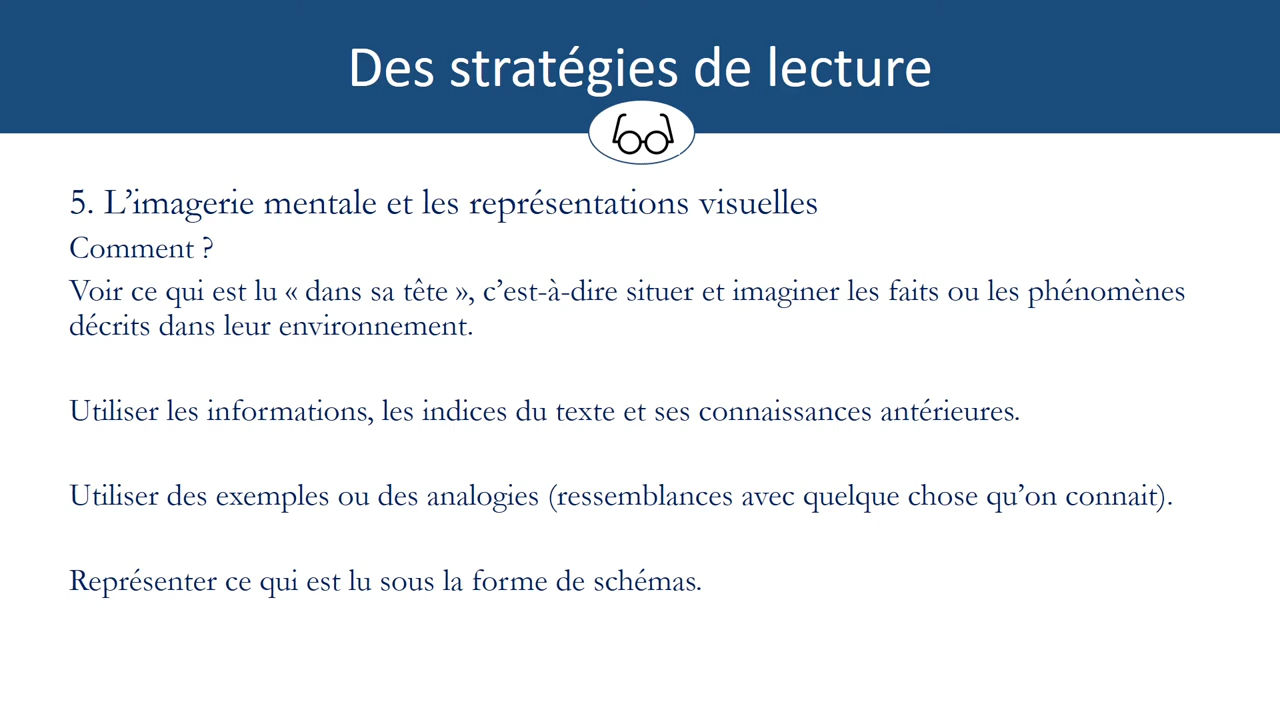 Des stratégies de lecture
5. L’imagerie mentale et les représentations visuelles
Comment ?
Voir ce qui est lu « dans sa tête », c’est-à-dire situer et imaginer les faits ou les phénomènes
décrits dans leur environnement.
Utiliser les informations, les indices du texte et ses connaissances antérieures.
Utiliser des exemples ou des analogies (ressemblances avec quelque chose qu’on connait).
Représenter ce qui est lu sous la forme de schémas.